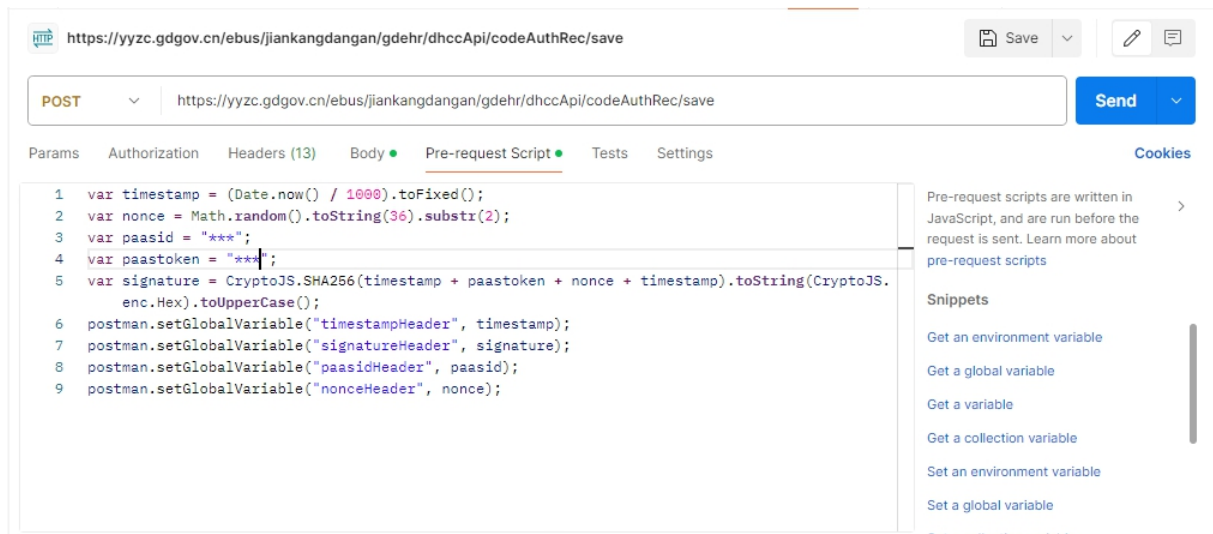 HTTP https://yyzc.gdgov.cn/ebus/jiankangdangan/gdehr/dhccApi/codeAuthRec/save
Save
POST https://yyzc.gdgov.cn/ebus/jiankangdangan/gdehr/dhccApi/codeAuthRec/save
Send
Params Authorization Headers (13) Body Pre-request Script Tests Settings Cookies
1 var timestamp = (Date.now() / 1000).toFixed();
2 var nonce = Math.random().toString(36).substr(2);
3 var paasid = "***";
4 var paastoken = "***";
5 var signature = CryptoJS.SHA256(timestamp + paastoken + nonce + timestamp).toString(CryptoJS.
enc.Hex).toUpperCase();
6 postman.setGlobalVariable("timestampHeader", timestamp);
7 postman.setGlobalVariable("signatureHeader", signature);
8 postman.setGlobalVariable("paasidHeader", paasid);
9 postman.setGlobalVariable("nonceHeader", nonce);
Pre-request scripts are written in
JavaScript, and are run before the
request is sent. Learn more about
pre-request scripts
Snippets
Get an environment variable
Get a global variable
Get a variable
Get a collection variable
Set an environment variable
Set a global variable